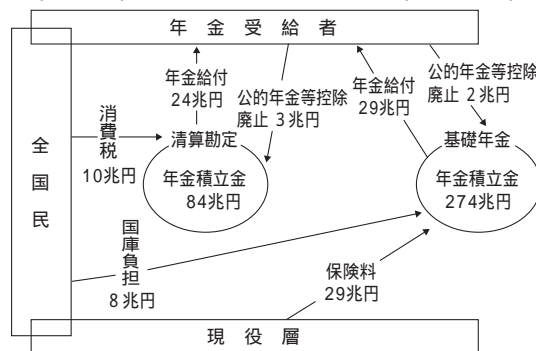 年金受給者
年金給付
24兆円
公的年金等控除
廃止 3兆円
年金給付
29兆円
公的年金等控除
廃止 2兆円
全国民
消費税
10兆円
清算勘定
年金積立金
84兆円
基礎年金
年金積立金
274兆円
国庫負担
8兆円
保険料
29兆円
現役層